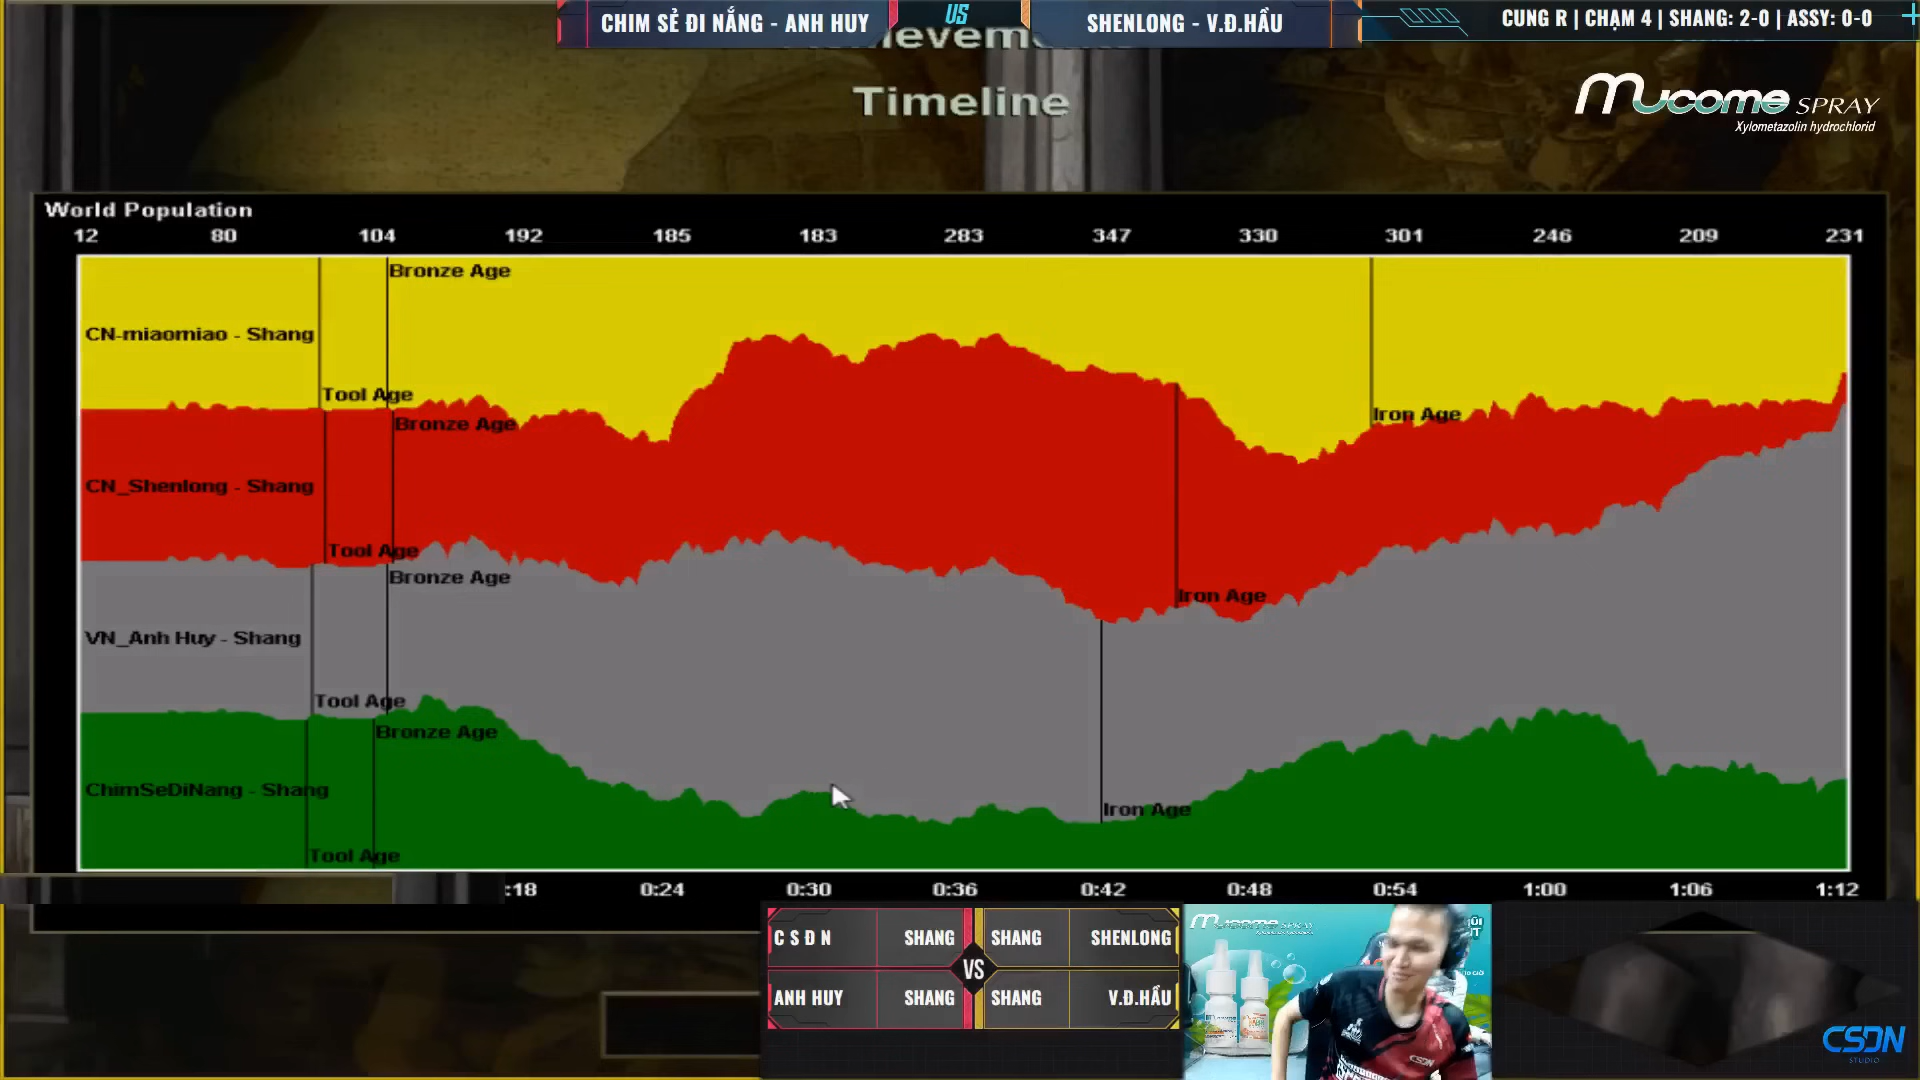 CHIM SẺ ĐI NẮNG - ANH HUY
VS
SHENLONG - V.Đ.HẦU
CUNG R | CHẠM 4 | SHANG: 2-0 | ASSY: 0-0
Timeline
Mucome SPRAY
Xylometazolin hydrochlorid
World Population
12 80 104 192 185 183 283 347 330 301 246 209 231
Bronze Age
CN-miaomiao - Shang
Tool Age
Iron Age
Bronze Age
CN_Shenlong - Shang
Tool Age
Iron Age
Bronze Age
VN_Anh Huy - Shang
Tool Age
Iron Age
Bronze Age
ChimSeDiNang - Shang
Tool Age
:18 0:24 0:30 0:36 0:42 0:48 0:54 1:00 1:06 1:12
C S Đ N SHANG
VS
SHANG SHENLONG
ANH HUY SHANG
SHANG V.Đ.HẦU
Mucome SPRAY
CSDN
STUDIO